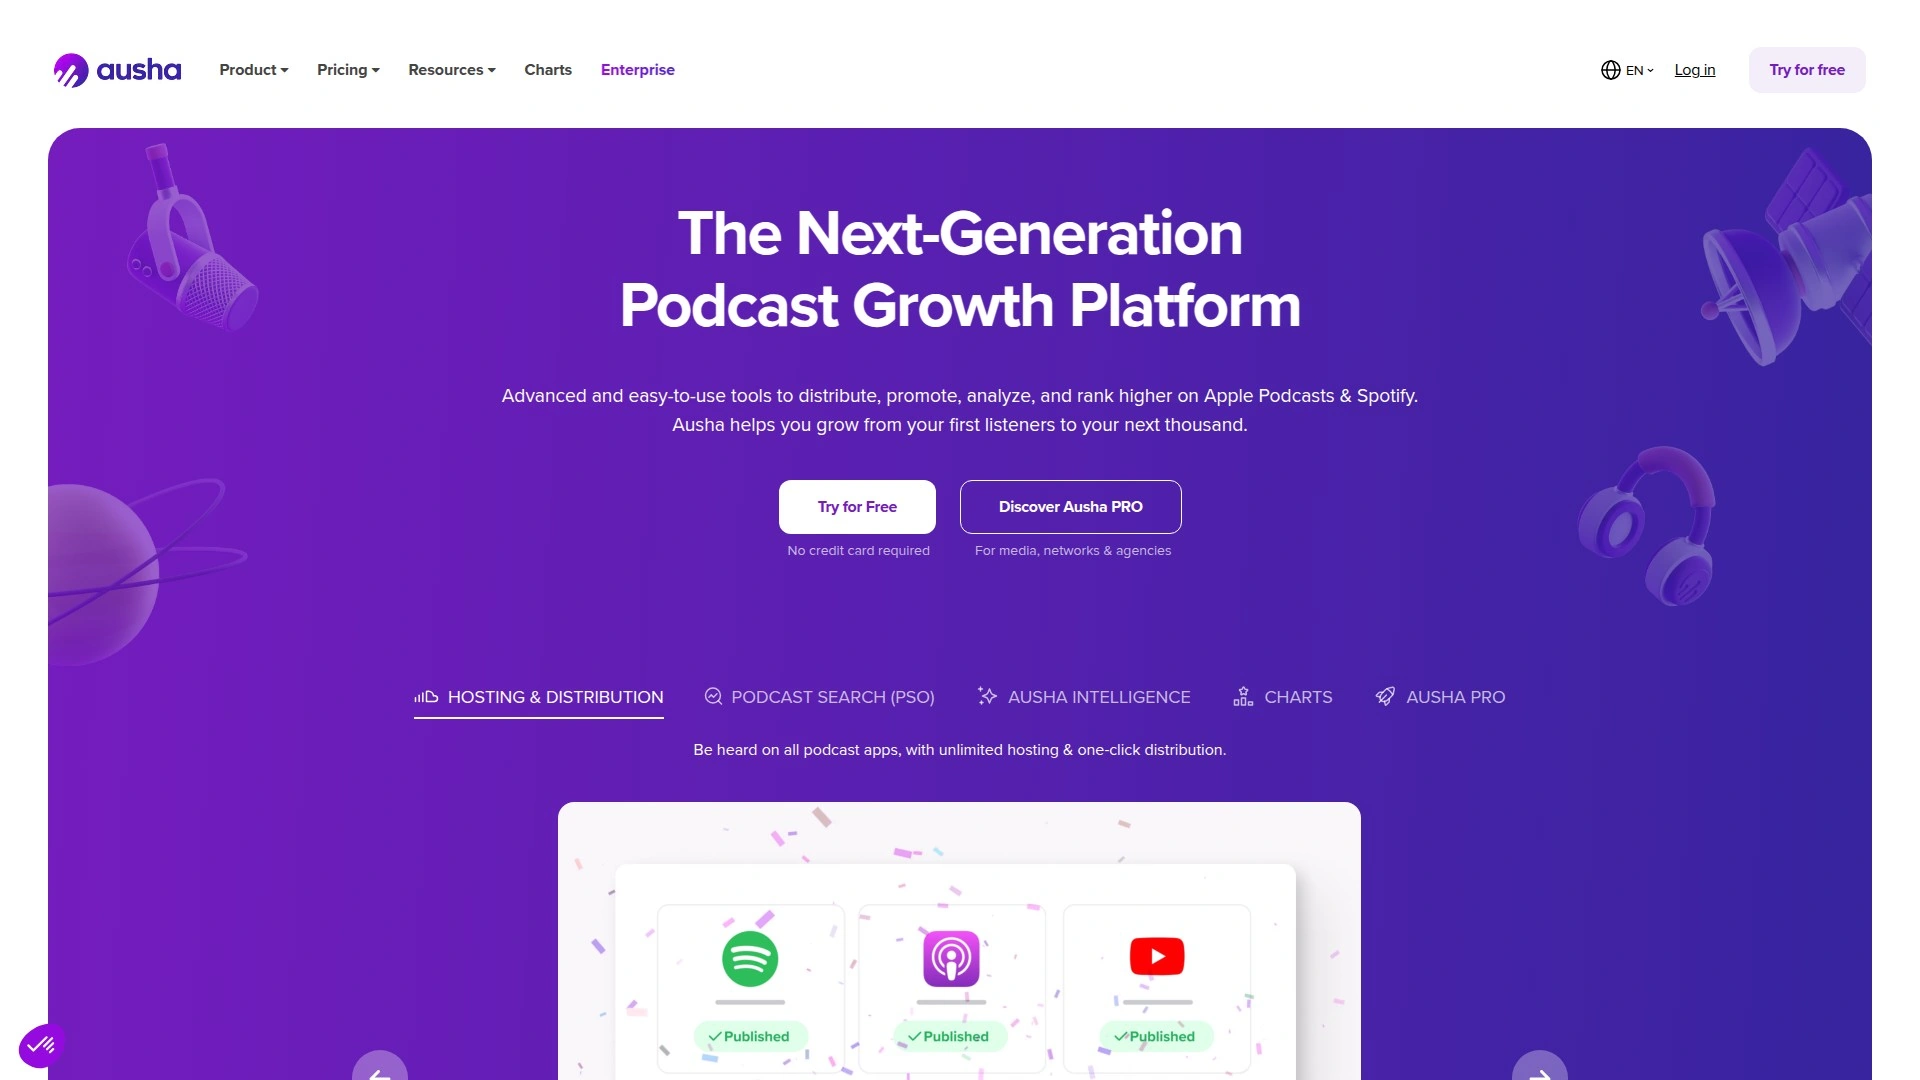 ausha
Product
Pricing
Resources
Charts
Enterprise
EN
Log in
Try for free
The Next-Generation
Podcast Growth Platform
Advanced and easy-to-use tools to distribute, promote, analyze, and rank higher on Apple Podcasts & Spotify.
Ausha helps you grow from your first listeners to your next thousand.
Try for Free
Discover Ausha PRO
No credit card required
For media, networks & agencies
HOSTING & DISTRIBUTION
PODCAST SEARCH (PSO)
AUSHA INTELLIGENCE
CHARTS
AUSHA PRO
Be heard on all podcast apps, with unlimited hosting & one-click distribution.
Published
Published
Published